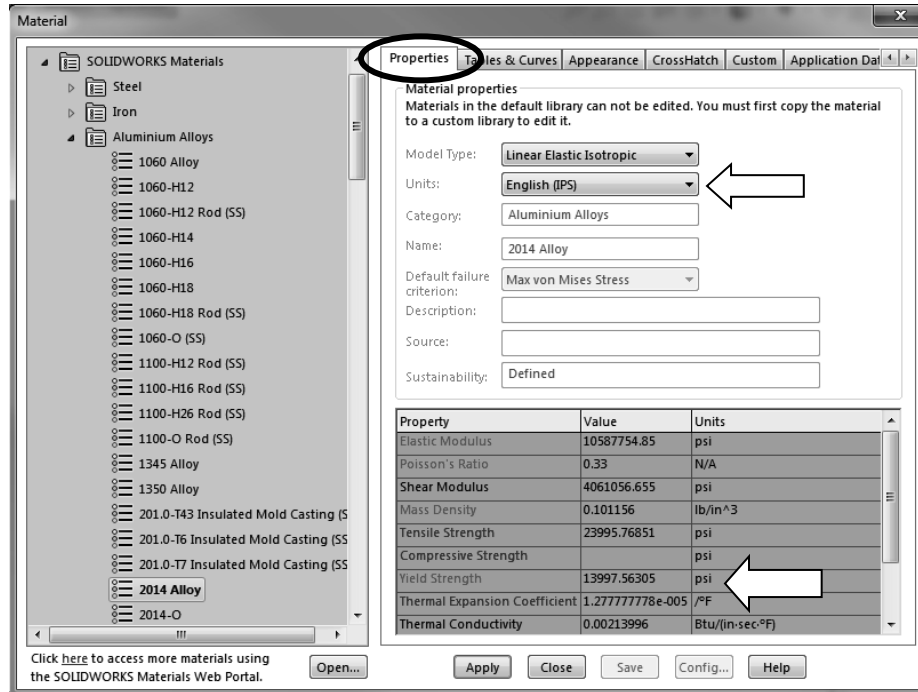 Material
SOLIDWORKS Materials
Steel
Iron
Aluminium Alloys
1060 Alloy
1060-H12
1060-H12 Rod (SS)
1060-H14
1060-H16
1060-H18
1060-H18 Rod (SS)
1060-O (SS)
1100-H12 Rod (SS)
1100-H16 Rod (SS)
1100-H26 Rod (SS)
1100-O Rod (SS)
1345 Alloy
1350 Alloy
201.0-T43 Insulated Mold Casting (S
201.0-T6 Insulated Mold Casting (SS
201.0-T7 Insulated Mold Casting (SS
2014 Alloy
2014-O
Click here to access more materials using
the SOLIDWORKS Materials Web Portal.
Open...
Properties Tables & Curves Appearance CrossHatch Custom Application Dat
Material properties
Materials in the default library can not be edited. You must first copy the material
to a custom library to edit it.
Model Type: Linear Elastic Isotropic
Units: English (IPS)
Category: Aluminium Alloys
Name: 2014 Alloy
Default failure
criterion: Max von Mises Stress
Description:
Source:
Sustainability: Defined
Property Value Units
Elastic Modulus 10587754.85 psi
Poisson's Ratio 0.33 N/A
Shear Modulus 4061056.655 psi
Mass Density 0.101156 lb/in^3
Tensile Strength 23995.76851 psi
Compressive Strength psi
Yield Strength 13997.56305 psi
Thermal Expansion Coefficient 1.277777778e-005 /°F
Thermal Conductivity 0.00213996 Btu/(in·sec·°F)
Apply Close Save Config... Help